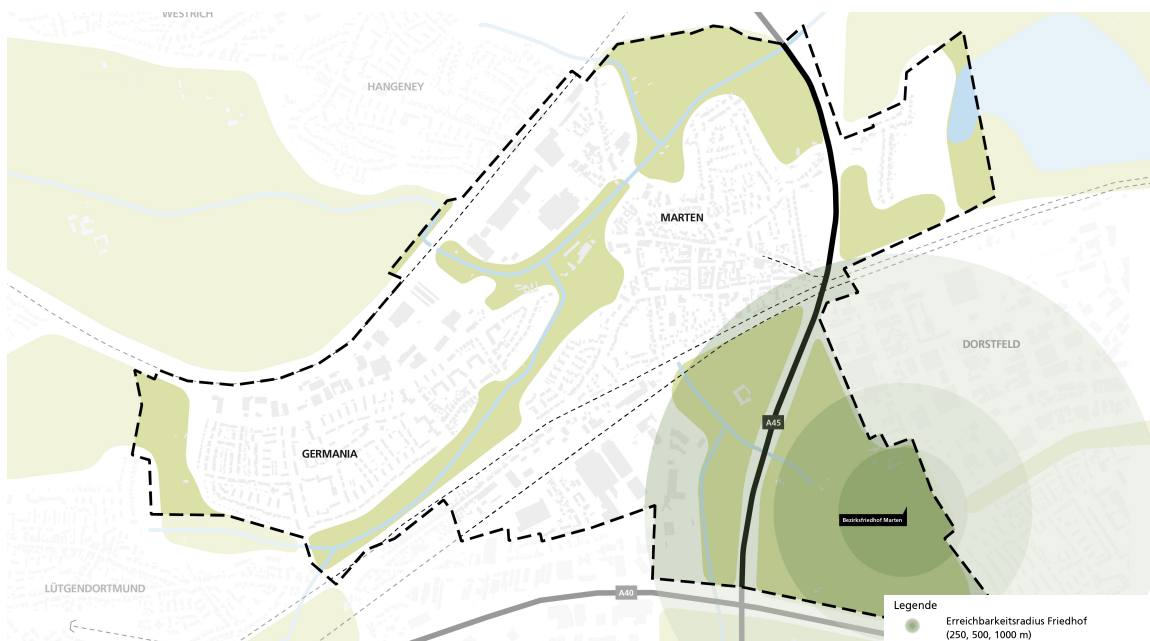 WESTRICH
HANGENEY
MARTEN
DORSTFELD
A45
GERMANIA
Bezirksfriedhof Marten
LÜTGENDORTMUND
A40
Legende
Erreichbarkeitsradius Friedhof
(250, 500, 1000 m)